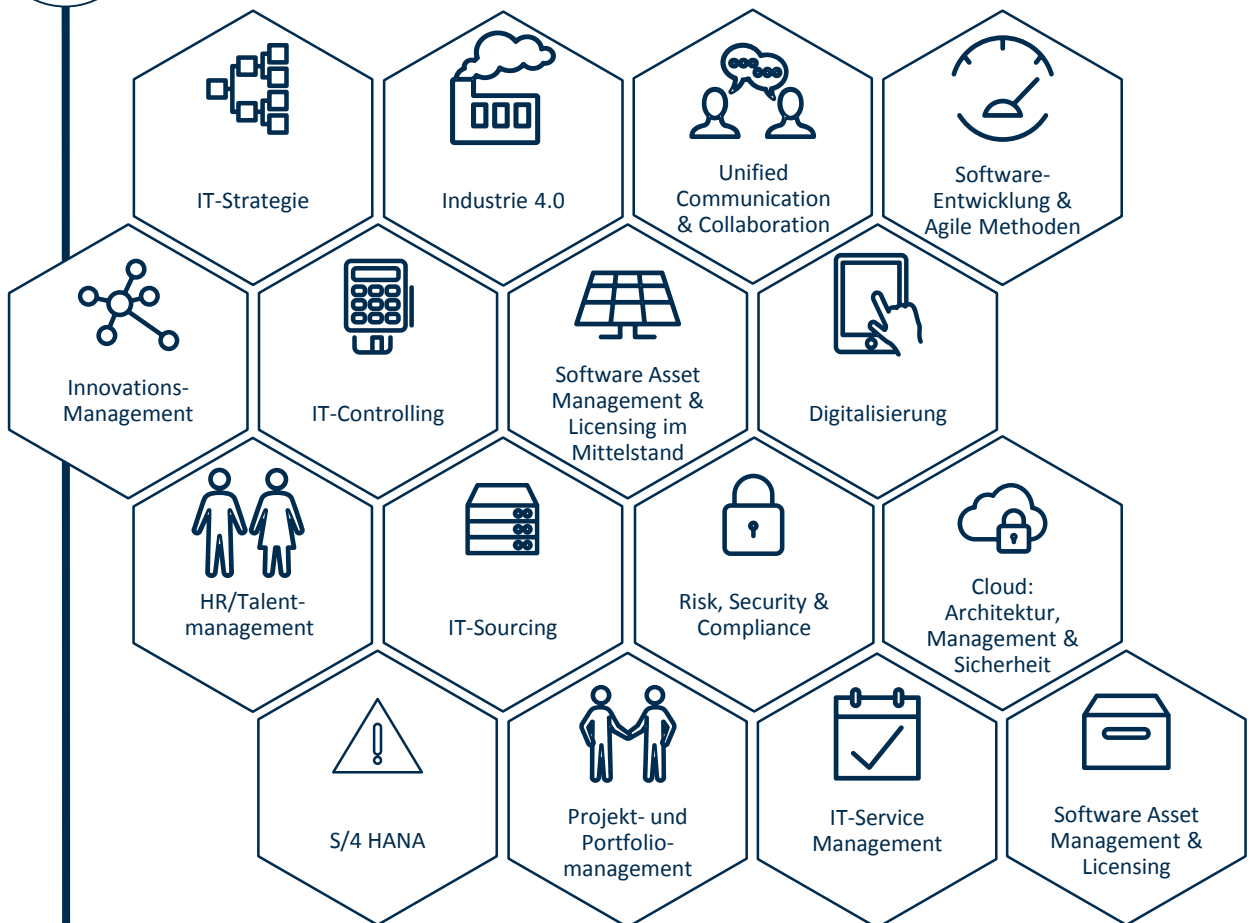 IT-Strategie
Industrie 4.0
Unified
Communication
& Collaboration
Software-
Entwicklung &
Agile Methoden
Innovations-
Management
IT-Controlling
Software Asset
Management &
Licensing im
Mittelstand
Digitalisierung
HR/Talent-
management
IT-Sourcing
Risk, Security &
Compliance
Cloud:
Architektur,
Management &
Sicherheit
S/4 HANA
Projekt- und
Portfolio-
management
IT-Service
Management
Software Asset
Management &
Licensing